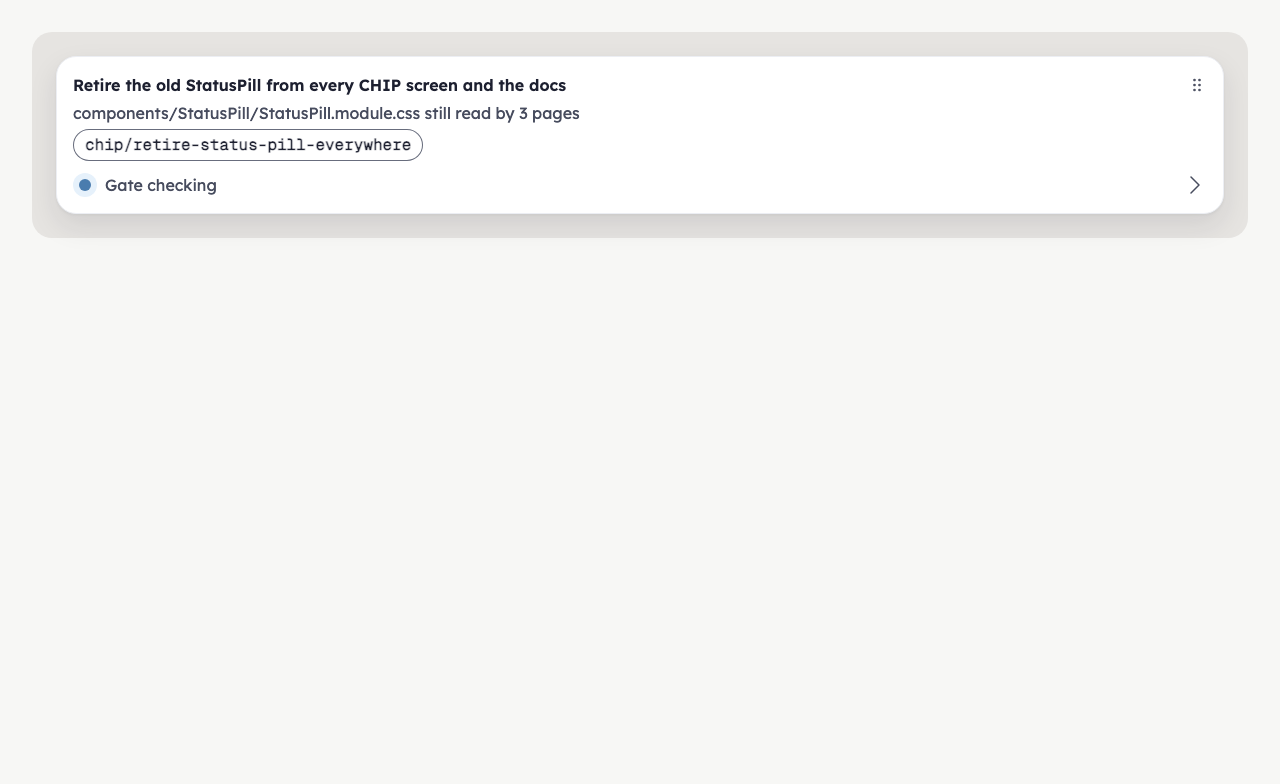 Retire the old StatusPill from every CHIP screen and the docs
components/StatusPill/StatusPill.module.css still read by 3 pages
chip/retire-status-pill-everywhere
Gate checking